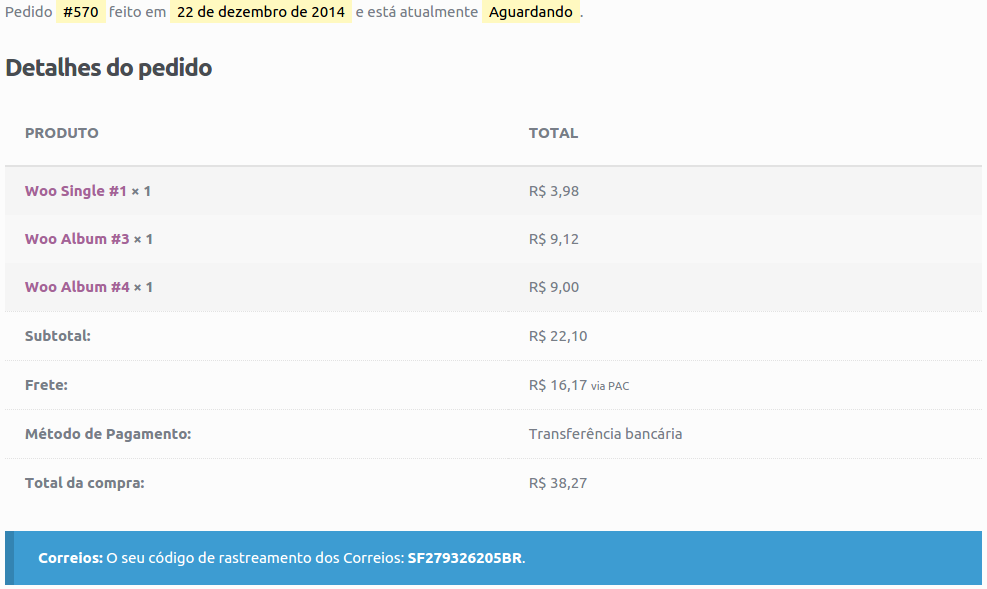 Pedido #570 feito em 22 de dezembro de 2014 e está atualmente Aguardando .
Detalhes do pedido
PRODUTO TOTAL
Woo Single #1 × 1 R$ 3,98
Woo Album #3 × 1 R$ 9,12
Woo Album #4 × 1 R$ 9,00
Subtotal: R$ 22,10
Frete: R$ 16,17 via PAC
Método de Pagamento: Transferência bancária
Total da compra: R$ 38,27
Correios: O seu código de rastreamento dos Correios: SF279326205BR.